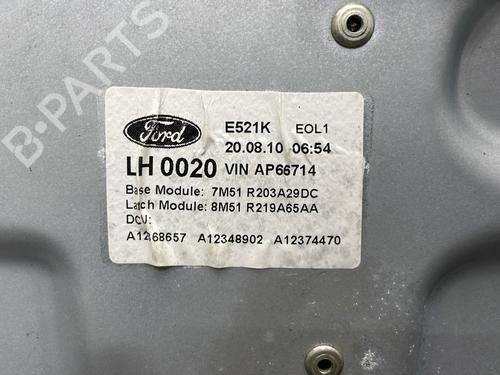 B-PARTS
Ford
E521K EOL1
20.08.10 06:54
LH 0020 VIN AP66714
Base Module: 7M51 R203A29DC
Latch Module: 8M51 R219A65AA
DCU:
A12368657 A12348902 A12374470